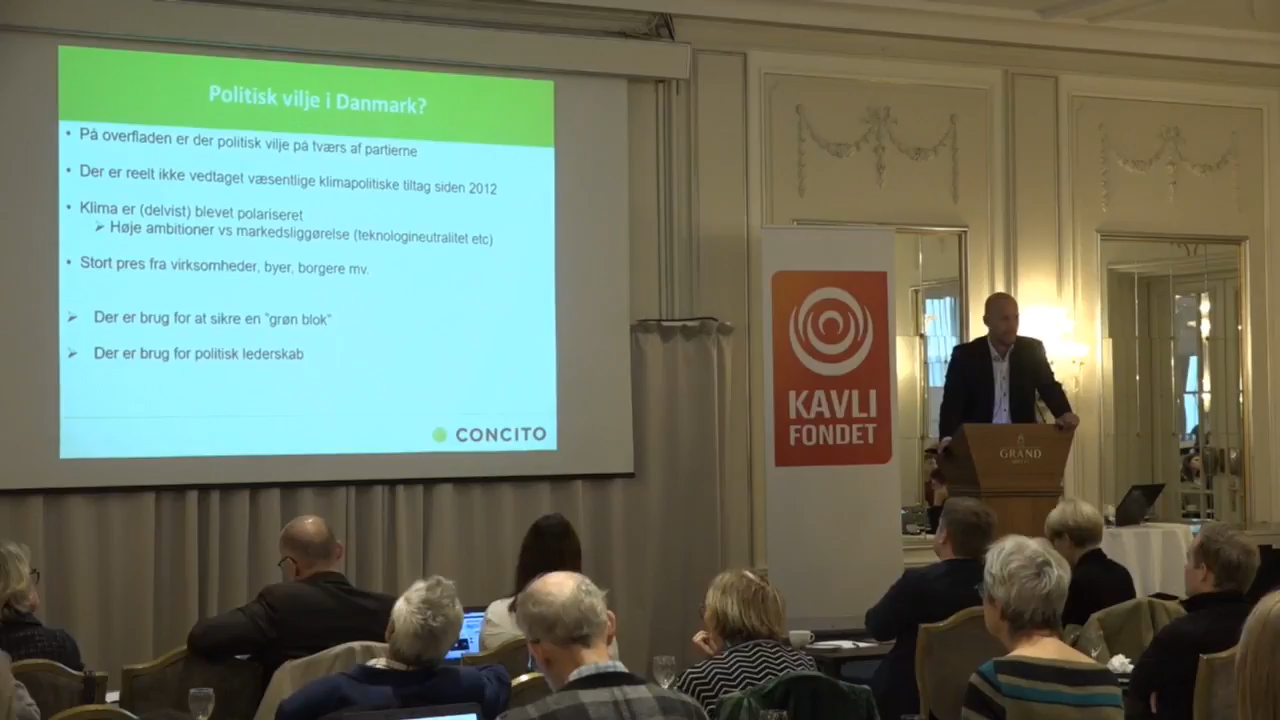 Politisk vilje i Danmark?
• På overfladen er der politisk vilje på tværs af partierne
• Der er reelt ikke vedtaget væsentlige klimapolitiske tiltag siden 2012
• Klima er (delvist) blevet polariseret
➢ Høje ambitioner vs markedsliggørelse (teknologineutralitet etc)
• Stort pres fra virksomheder, byer, borgere mv.
➢ Der er brug for at sikre en "grøn blok"
➢ Der er brug for politisk lederskab
CONCITO
KAVLI
FONDET
GRAND